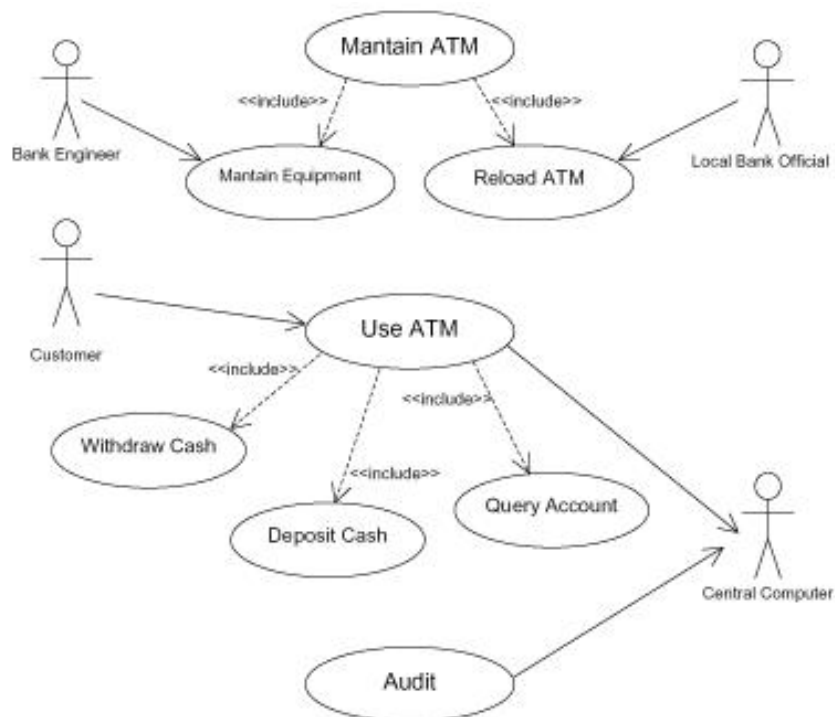 Mantain ATM
<<include>>
<<include>>
Bank Engineer
Mantain Equipment
Reload ATM
Local Bank Official
Customer
Use ATM
<<include>>
<<include>>
Withdraw Cash
<<include>>
Query Account
Deposit Cash
Central Computer
Audit